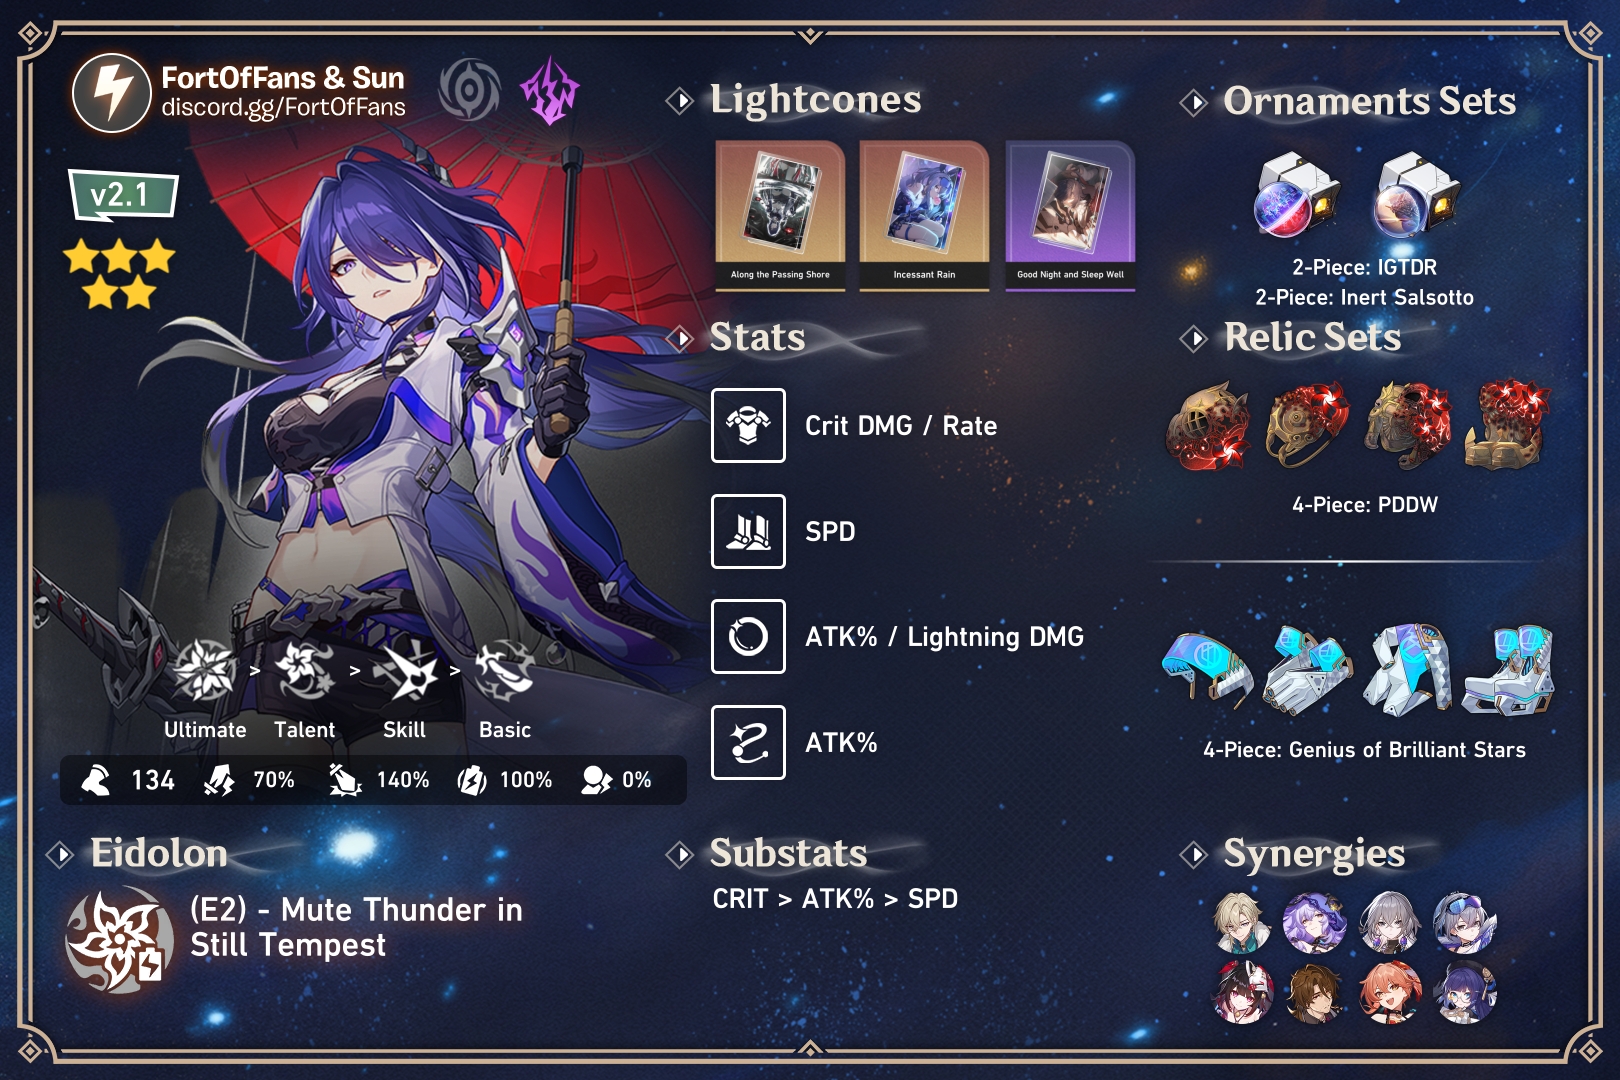 FortOfFans & Sun
discord.gg/FortOfFans
v2.1
Ultimate > Talent > Skill > Basic
134 70% 140% 100% 0%
Eidolon
(E2) - Mute Thunder in
Still Tempest
Lightcones
Along the Passing Shore
Incessant Rain
Good Night and Sleep Well
Stats
Crit DMG / Rate
SPD
ATK% / Lightning DMG
ATK%
Substats
CRIT > ATK% > SPD
Ornaments Sets
2-Piece: IGTDR
2-Piece: Inert Salsotto
Relic Sets
4-Piece: PDDW
4-Piece: Genius of Brilliant Stars
Synergies